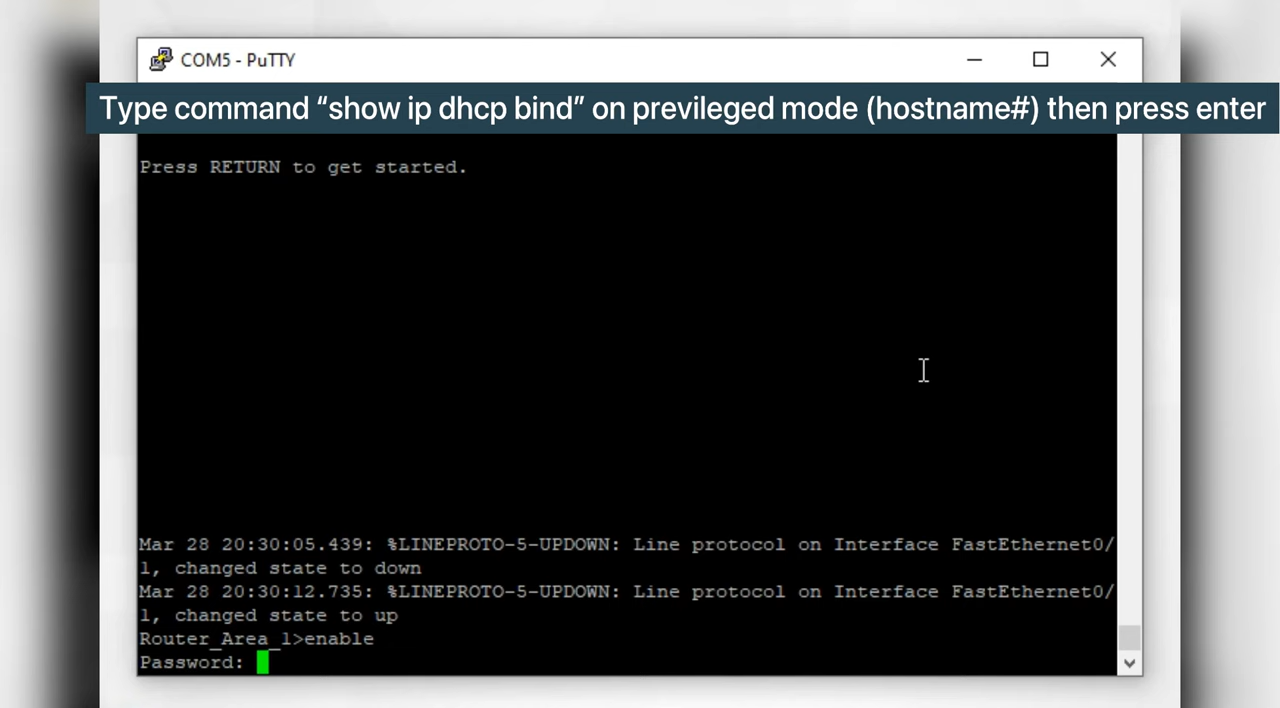 COM5 - PuTTY
Type command “show ip dhcp bind” on previleged mode (hostname#) then press enter
Press RETURN to get started.
Mar 28 20:30:05.439: %LINEPROTO-5-UPDOWN: Line protocol on Interface FastEthernet0/
1, changed state to down
Mar 28 20:30:12.735: %LINEPROTO-5-UPDOWN: Line protocol on Interface FastEthernet0/
1, changed state to up
Router_Area_1>enable
Password: